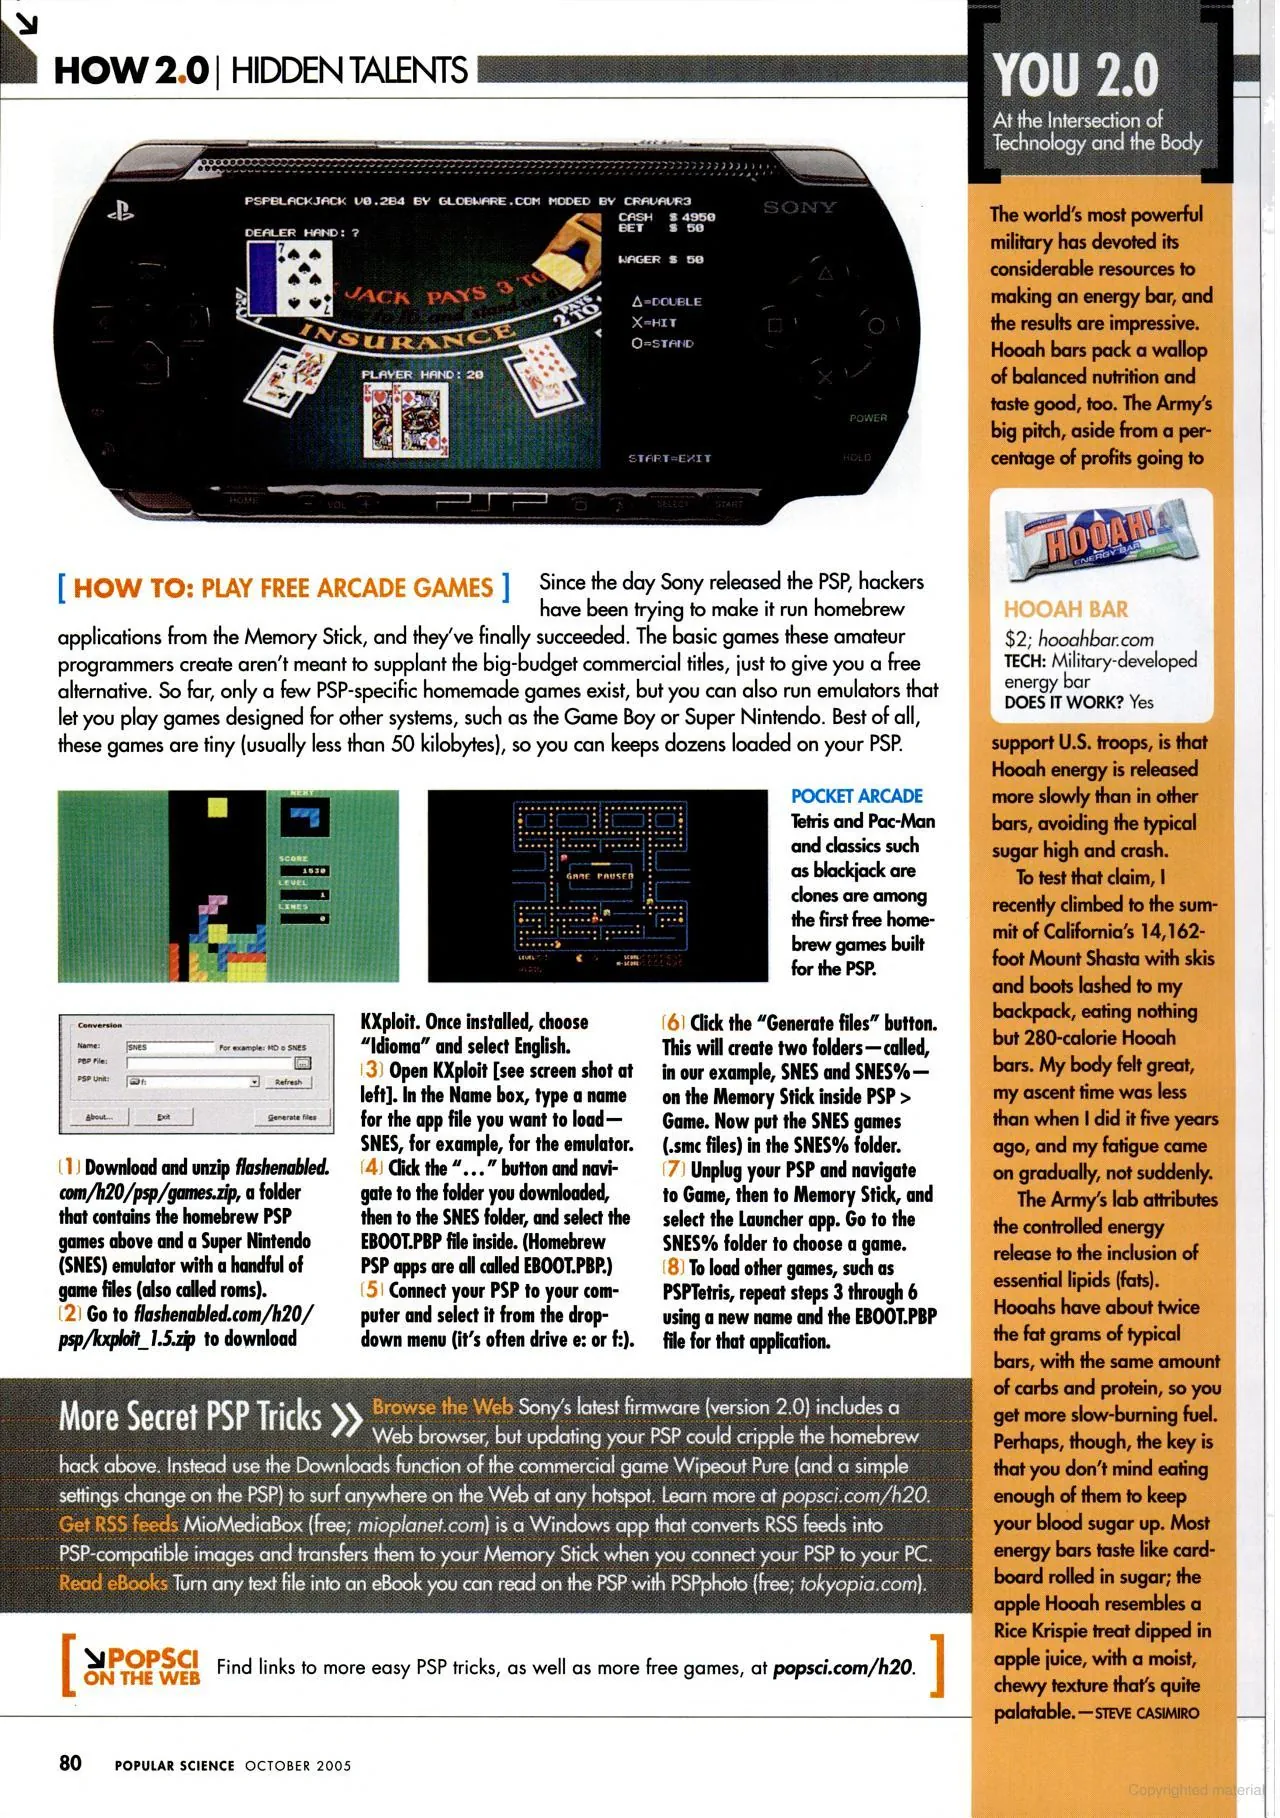 HOW 2.0 | HIDDEN TALENTS
PSPBLACKJACK V0.2B4 BY GLOBWARE.COM MODED BY CRAVAVR3
DEALER HAND: ?
CASH $ 4950
BET $ 50
WAGER $ 50
△=DOUBLE
X=HIT
O=STAND
JACK PAYS 3 TO
INSURANCE
PLAYER HAND: 20
START=EXIT
SONY
POWER
HOLD
HOME
VOL
SELECT
START
[ HOW TO: PLAY FREE ARCADE GAMES ]
Since the day Sony released the PSP, hackers
have been trying to make it run homebrew
applications from the Memory Stick, and they've finally succeeded. The basic games these amateur
programmers create aren't meant to supplant the big-budget commercial titles, just to give you a free
alternative. So far, only a few PSP-specific homemade games exist, but you can also run emulators that
let you play games designed for other systems, such as the Game Boy or Super Nintendo. Best of all,
these games are tiny (usually less than 50 kilobytes), so you can keeps dozens loaded on your PSP.
NEXT
SCORE
1530
LEVEL
1
LINES
0
GAME PAUSED
POCKET ARCADE
Tetris and Pac-Man
and classics such
as blackjack are
clones are among
the first free home-
brew games built
for the PSP.
Conversion
Name: SNES For example: MD o SNES
PBP File: ...
PSP Unit: f: Refresh
About... Exit Generate files
[1] Download and unzip flashenabled.
com/h20/psp/games.zip, a folder
that contains the homebrew PSP
games above and a Super Nintendo
(SNES) emulator with a handful of
game files (also called roms).
[2] Go to flashenabled.com/h20/
psp/kxploit_1.5.zip to download
KXploit. Once installed, choose
"Idioma" and select English.
[3] Open KXploit [see screen shot at
left]. In the Name box, type a name
for the app file you want to load—
SNES, for example, for the emulator.
[4] Click the "..." button and navi-
gate to the folder you downloaded,
then to the SNES folder, and select the
EBOOT.PBP file inside. (Homebrew
PSP apps are all called EBOOT.PBP.)
[5] Connect your PSP to your com-
puter and select it from the drop-
down menu (it's often drive e: or f:).
[6] Click the "Generate files" button.
This will create two folders—called,
in our example, SNES and SNES%—
on the Memory Stick inside PSP >
Game. Now put the SNES games
(.smc files) in the SNES% folder.
[7] Unplug your PSP and navigate
to Game, then to Memory Stick, and
select the Launcher app. Go to the
SNES% folder to choose a game.
[8] To load other games, such as
PSPTetris, repeat steps 3 through 6
using a new name and the EBOOT.PBP
file for that application.
More Secret PSP Tricks »
Browse the Web Sony's latest firmware (version 2.0) includes a
Web browser, but updating your PSP could cripple the homebrew
hack above. Instead use the Downloads function of the commercial game Wipeout Pure (and a simple
settings change on the PSP) to surf anywhere on the Web at any hotspot. Learn more at popsci.com/h20.
Get RSS feeds MioMediaBox (free; mioplanet.com) is a Windows app that converts RSS feeds into
PSP-compatible images and transfers them to your Memory Stick when you connect your PSP to your PC.
Read eBooks Turn any text file into an eBook you can read on the PSP with PSPphoto (free; tokyopia.com).
POPSCI
ON THE WEB
Find links to more easy PSP tricks, as well as more free games, at popsci.com/h20.
80 POPULAR SCIENCE OCTOBER 2005
YOU 2.0
At the Intersection of
Technology and the Body
The world's most powerful
military has devoted its
considerable resources to
making an energy bar, and
the results are impressive.
Hooah bars pack a wallop
of balanced nutrition and
taste good, too. The Army's
big pitch, aside from a per-
centage of profits going to
HOOAH!
ENERGY BAR
HOOAH BAR
$2; hooahbar.com
TECH: Military-developed
energy bar
DOES IT WORK? Yes
support U.S. troops, is that
Hooah energy is released
more slowly than in other
bars, avoiding the typical
sugar high and crash.
To test that claim, I
recently climbed to the sum-
mit of California's 14,162-
foot Mount Shasta with skis
and boots lashed to my
backpack, eating nothing
but 280-calorie Hooah
bars. My body felt great,
my ascent time was less
than when I did it five years
ago, and my fatigue came
on gradually, not suddenly.
The Army's lab attributes
the controlled energy
release to the inclusion of
essential lipids (fats).
Hooahs have about twice
the fat grams of typical
bars, with the same amount
of carbs and protein, so you
get more slow-burning fuel.
Perhaps, though, the key is
that you don't mind eating
enough of them to keep
your blood sugar up. Most
energy bars taste like card-
board rolled in sugar; the
apple Hooah resembles a
Rice Krispie treat dipped in
apple juice, with a moist,
chewy texture that's quite
palatable.—STEVE CASIMIRO
Copyrighted material